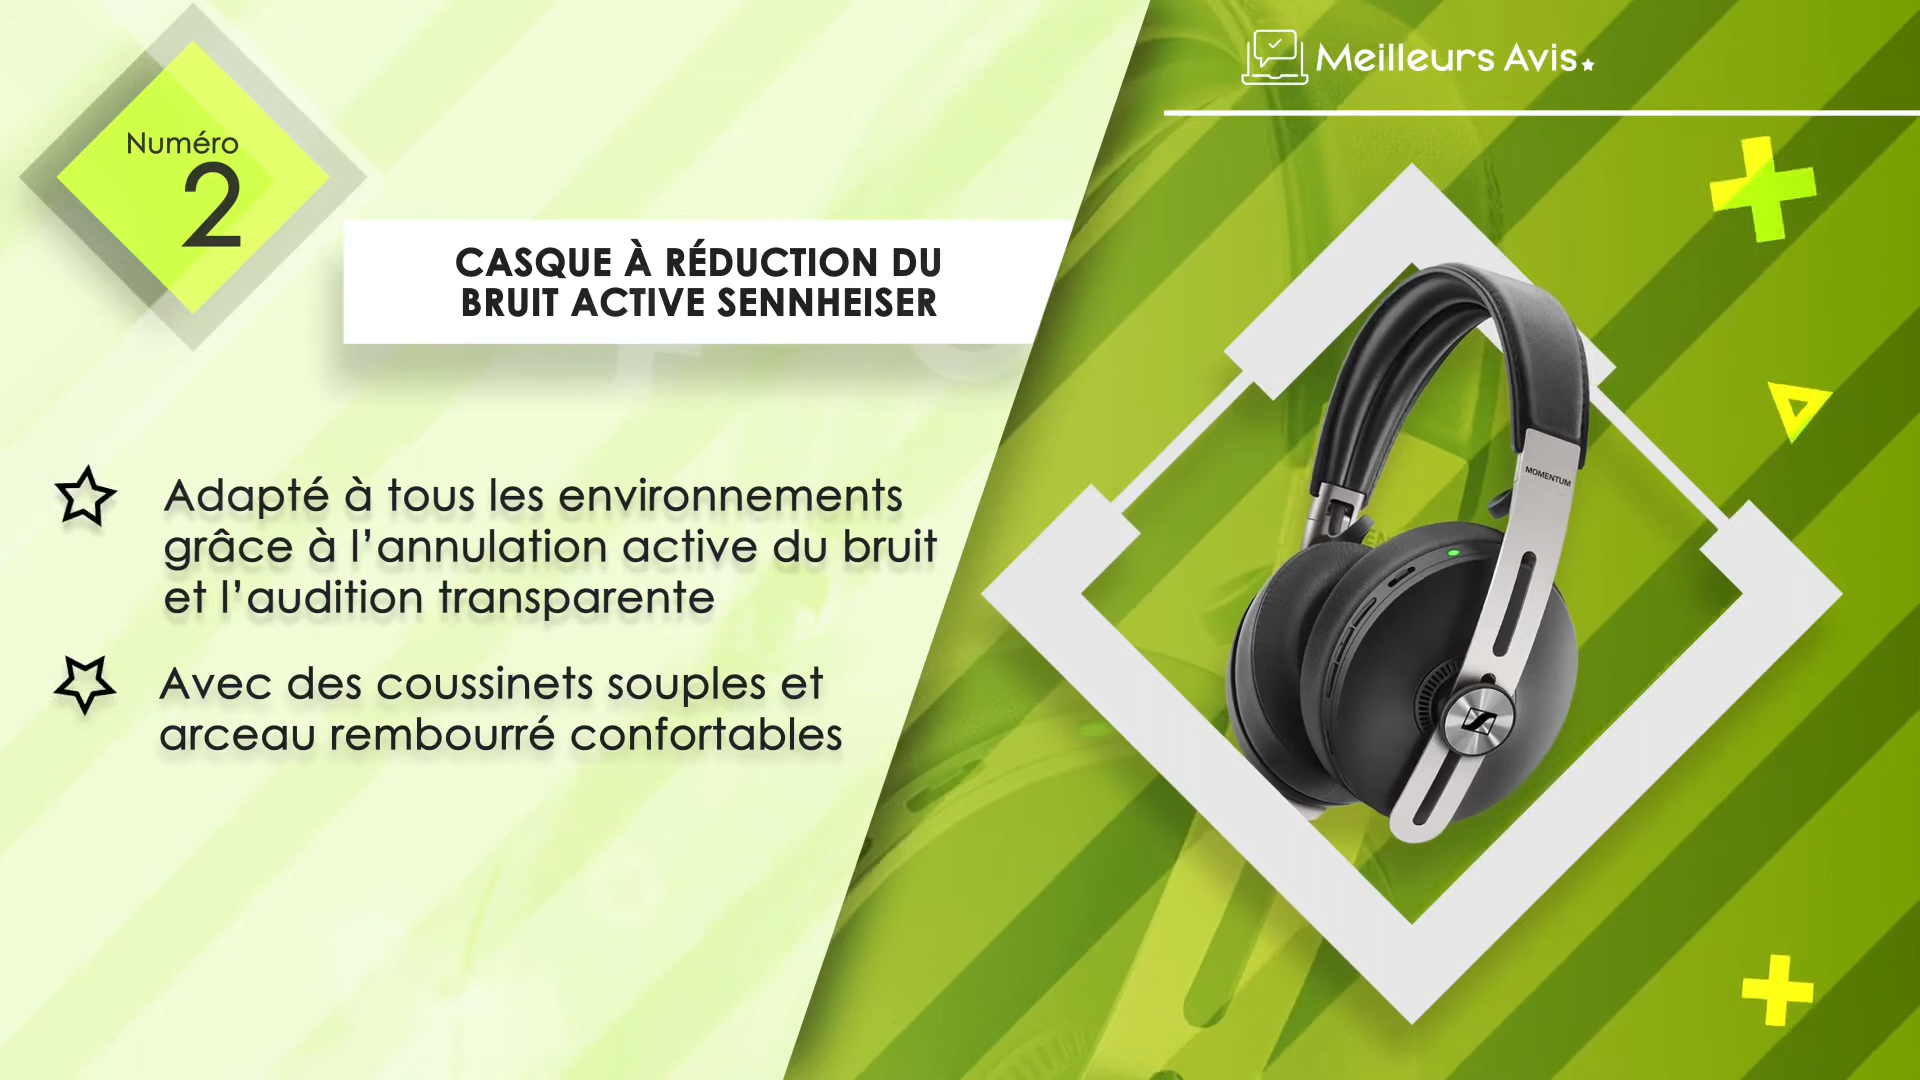 Numéro
2
Meilleurs Avis
CASQUE À RÉDUCTION DU
BRUIT ACTIVE SENNHEISER
Adapté à tous les environnements
grâce à l’annulation active du bruit
et l’audition transparente
Avec des coussinets souples et
arceau rembourré confortables
MOMENTUM